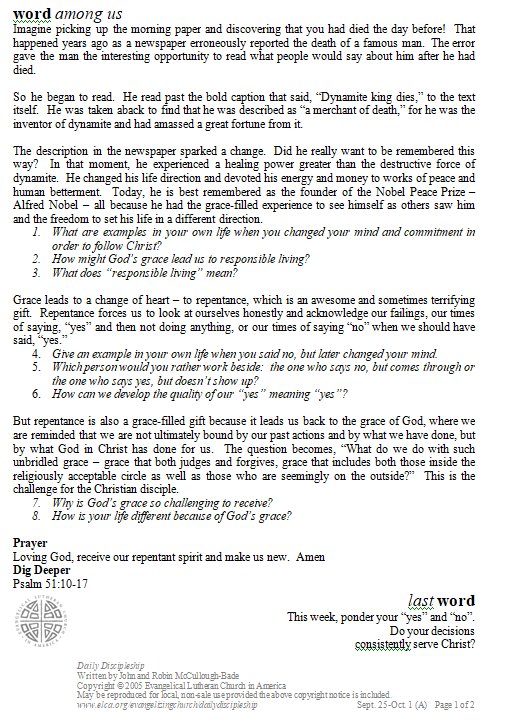 word among us
Imagine picking up the morning paper and discovering that you had died the day before!  That
happened years ago as a newspaper erroneously reported the death of a famous man.  The error
gave the man the interesting opportunity to read what people would say about him after he had
died.
So he began to read.  He read past the bold caption that said, “Dynamite king dies,” to the text
itself.  He was taken aback to find that he was described as “a merchant of death,” for he was the
inventor of dynamite and had amassed a great fortune from it.
The description in the newspaper sparked a change.  Did he really want to be remembered this
way?  In that moment, he experienced a healing power greater than the destructive force of
dynamite.  He changed his life direction and devoted his energy and money to works of peace and
human betterment.  Today, he is best remembered as the founder of the Nobel Peace Prize –
Alfred Nobel – all because he had the grace-filled experience to see himself as others saw him
and the freedom to set his life in a different direction.
1. What are examples in your own life when you changed your mind and commitment in
order to follow Christ?
2. How might God’s grace lead us to responsible living?
3. What does “responsible living” mean?
Grace leads to a change of heart – to repentance, which is an awesome and sometimes terrifying
gift.  Repentance forces us to look at ourselves honestly and acknowledge our failings, our times
of saying, “yes” and then not doing anything, or our times of saying “no” when we should have
said, “yes.”
4. Give an example in your own life when you said no, but later changed your mind.
5. Which person would you rather work beside:  the one who says no, but comes through or
the one who says yes, but doesn’t show up?
6. How can we develop the quality of our “yes” meaning “yes”?
But repentance is also a grace-filled gift because it leads us back to the grace of God, where we
are reminded that we are not ultimately bound by our past actions and by what we have done, but
by what God in Christ has done for us.  The question becomes, “What do we do with such
unbridled grace – grace that both judges and forgives, grace that includes both those inside the
religiously acceptable circle as well as those who are seemingly on the outside?”  This is the
challenge for the Christian disciple.
7. Why is God’s grace so challenging to receive?
8. How is your life different because of God’s grace?
Prayer
Loving God, receive our repentant spirit and make us new.  Amen
Dig Deeper
Psalm 51:10-17
last word
This week, ponder your “yes” and “no”.
Do your decisions
consistently serve Christ?
EVANGELICAL LUTHERAN CHURCH IN AMERICA
Daily Discipleship
Written by John and Robin McCullough-Bade
Copyright © 2005 Evangelical Lutheran Church in America
May be reproduced for local, non-sale use provided the above copyright notice is included.
www.elca.org/evangelizingchurch/dailydiscipleship Sept. 25-Oct. 1 (A) Page 1 of 2